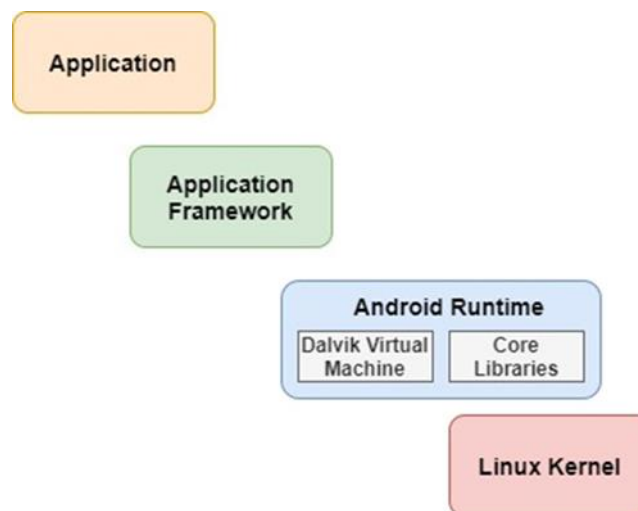 Application
Application
Framework
Android Runtime
Dalvik Virtual
Machine
Core
Libraries
Linux Kernel